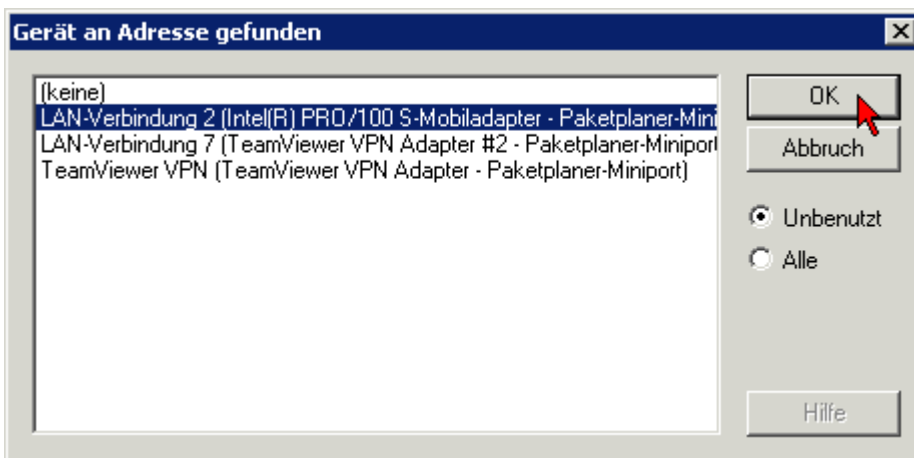 Gerät an Adresse gefunden
(keine)
LAN-Verbindung 2 (Intel(R) PRO/100 S-Mobiladapter - Paketplaner-Mini
LAN-Verbindung 7 (TeamViewer VPN Adapter #2 - Paketplaner-Miniport
TeamViewer VPN (TeamViewer VPN Adapter - Paketplaner-Miniport)
OK
Abbruch
Unbenutzt
Alle
Hilfe